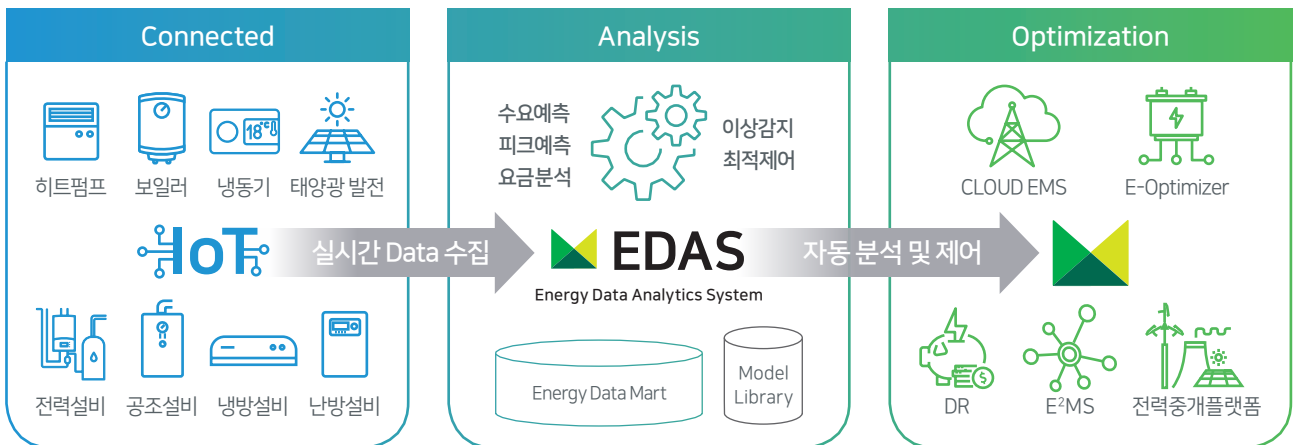 Connected
히트펌프
보일러
18°C
냉동기
태양광 발전
IoT
실시간 Data 수집
전력설비
공조설비
냉방설비
난방설비
Analysis
수요예측
피크예측
요금분석
이상감지
최적제어
EDAS
Energy Data Analytics System
자동 분석 및 제어
Energy Data Mart
Model
Library
Optimization
CLOUD EMS
E-Optimizer
DR
E²MS
전력중개플랫폼